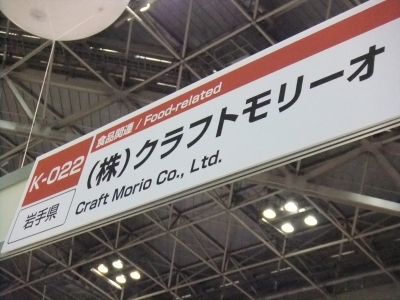 食品関連 / Food-related
K-022
(株)クラフトモリーオ
岩手県
Craft Morio Co., Ltd.